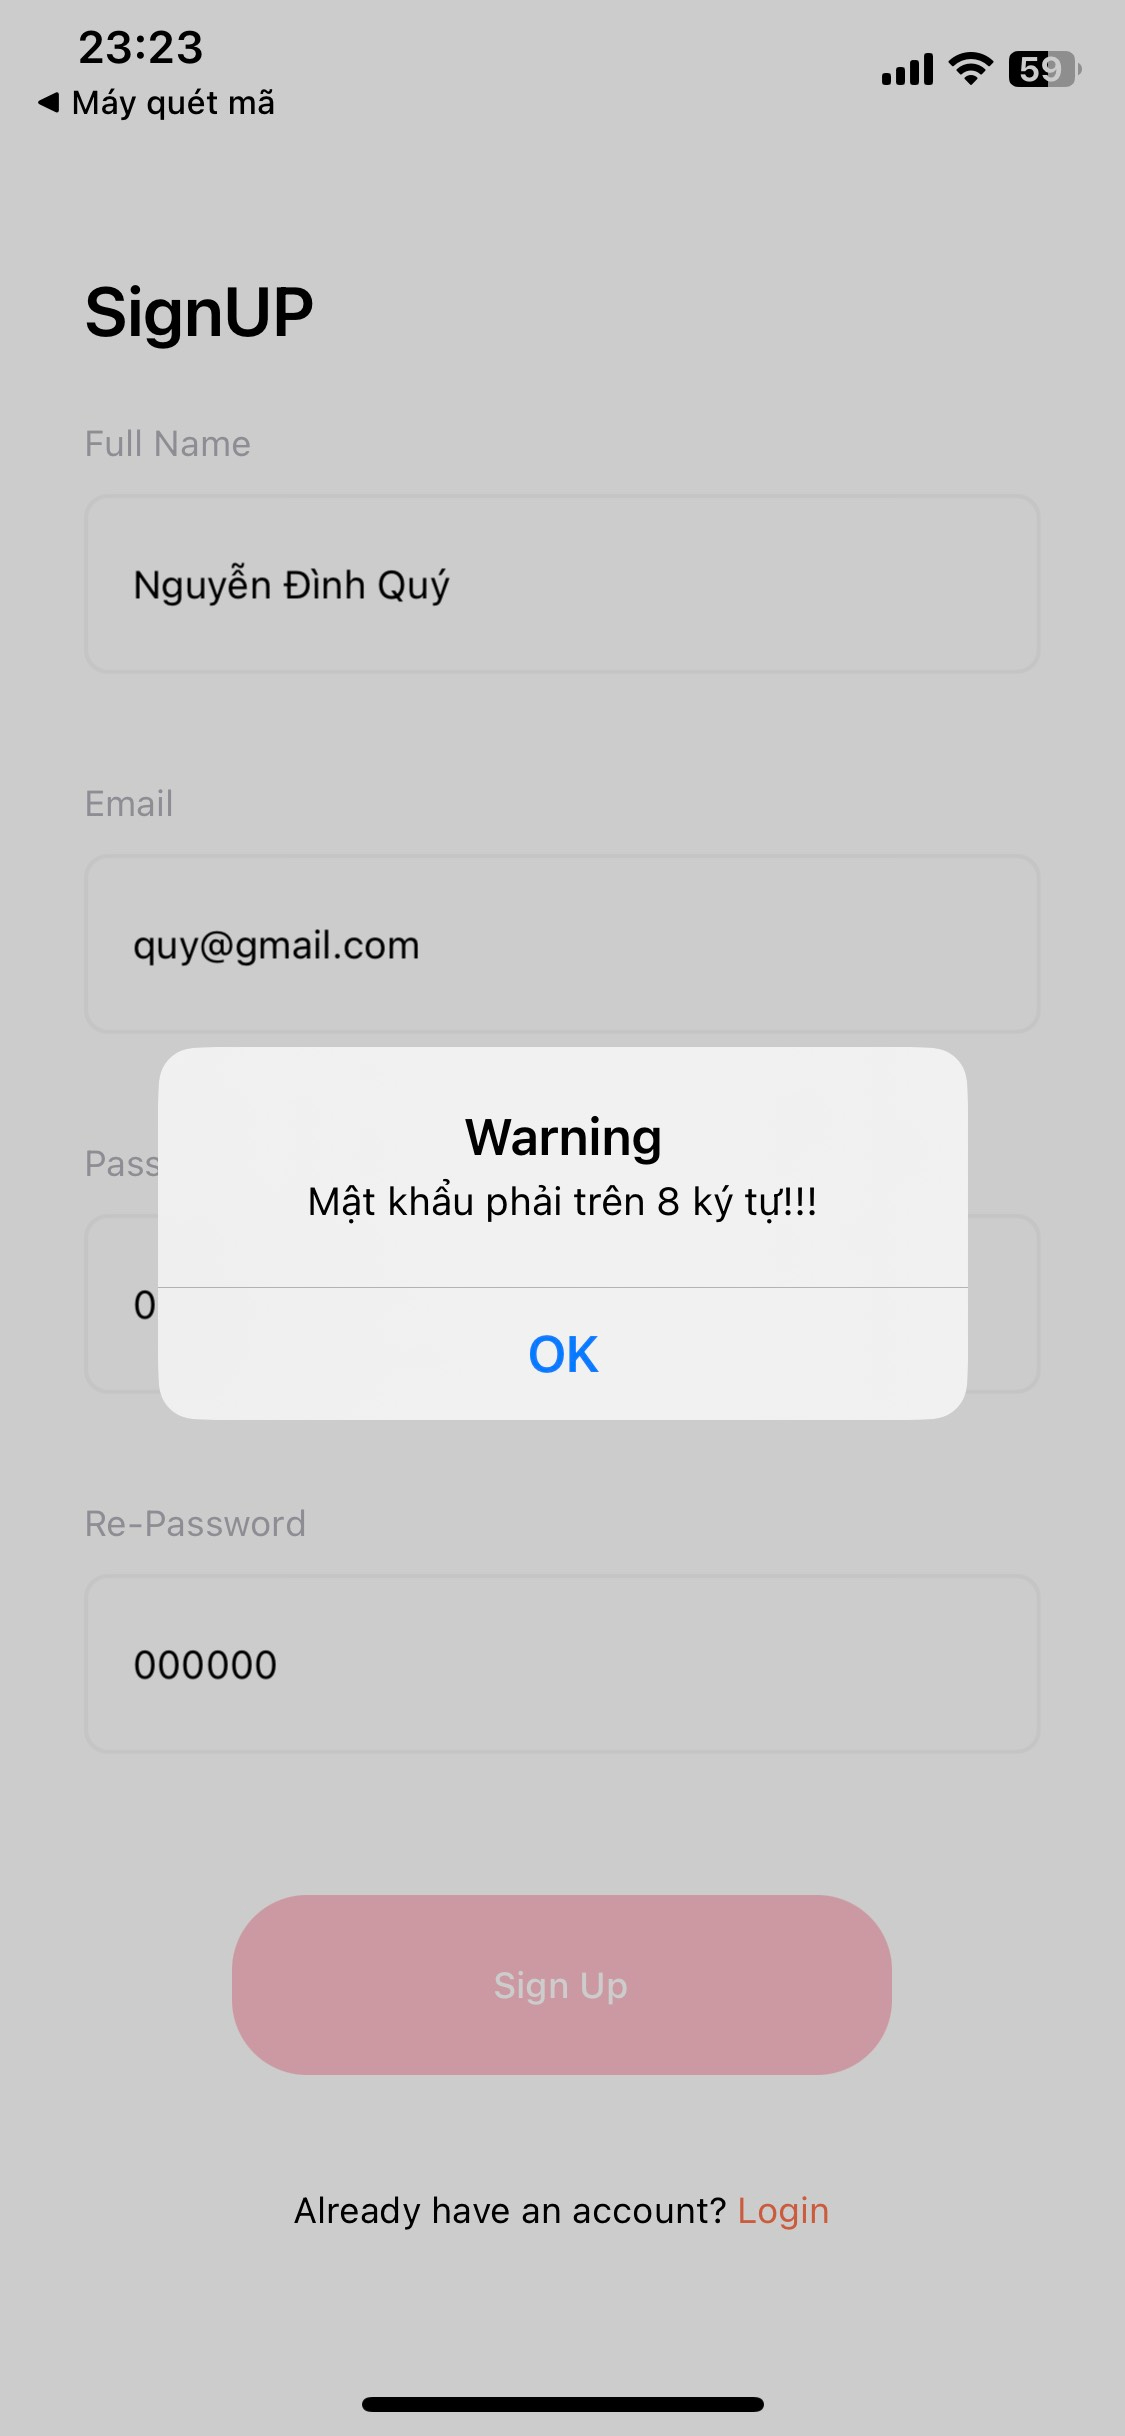 23:23
59
◀ Máy quét mã
SignUP
Full Name
Nguyễn Đình Quý
Email
quy@gmail.com
Pass
0
Warning
Mật khẩu phải trên 8 ký tự!!!
OK
Re-Password
000000
Sign Up
Already have an account? Login